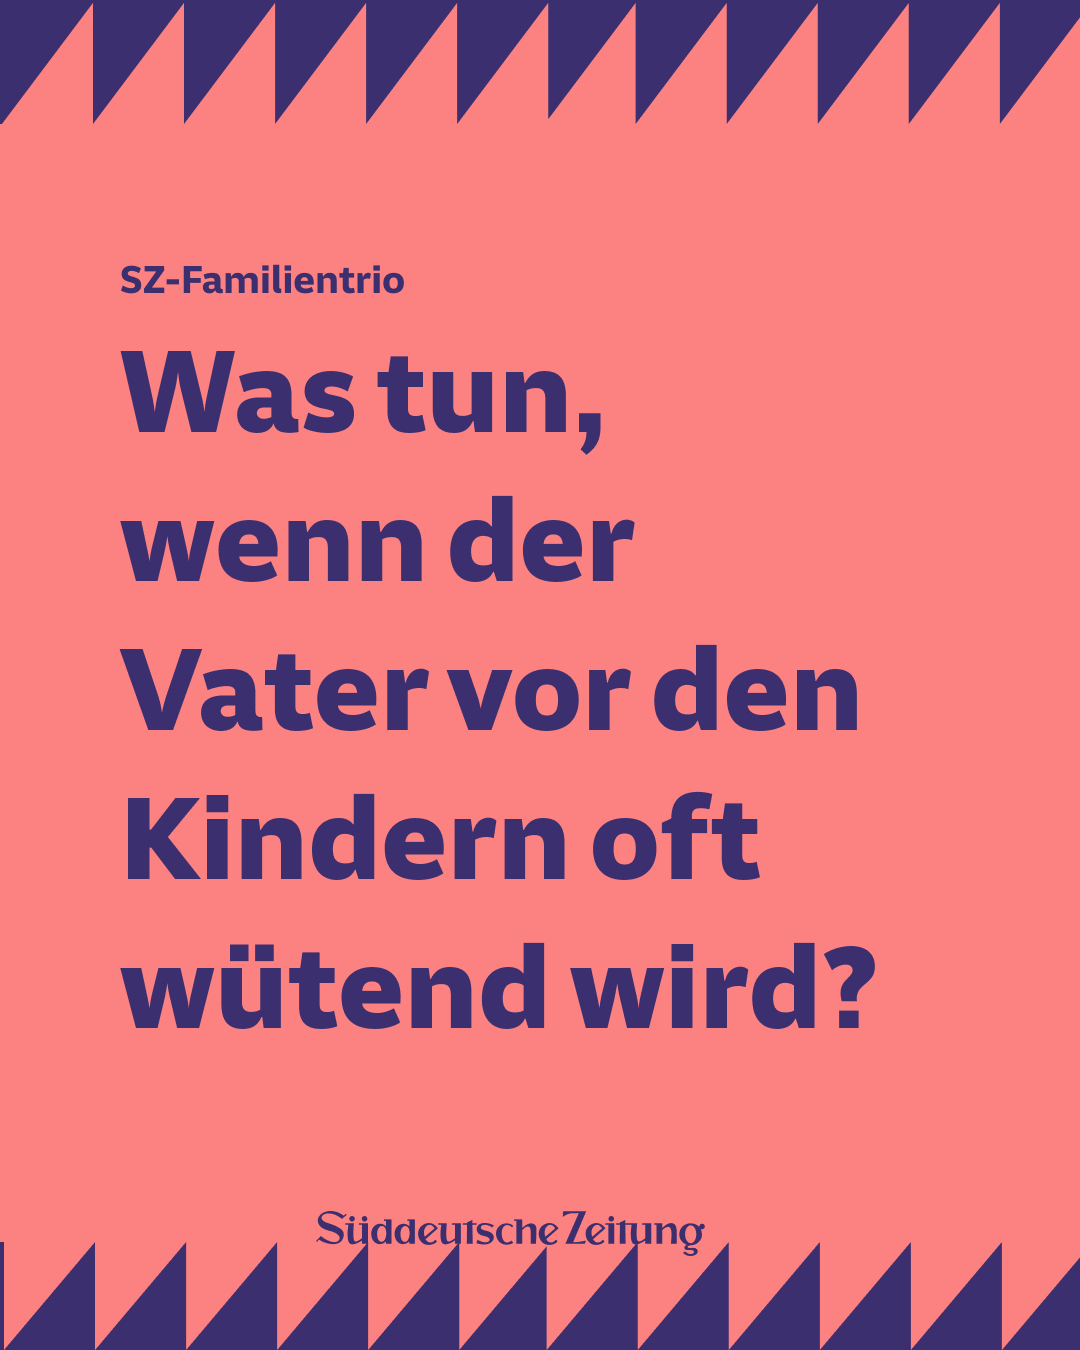 SZ-Familientrio
Was tun,
wenn der
Vater vor den
Kindern oft
wütend wird?
Süddeutsche Zeitung